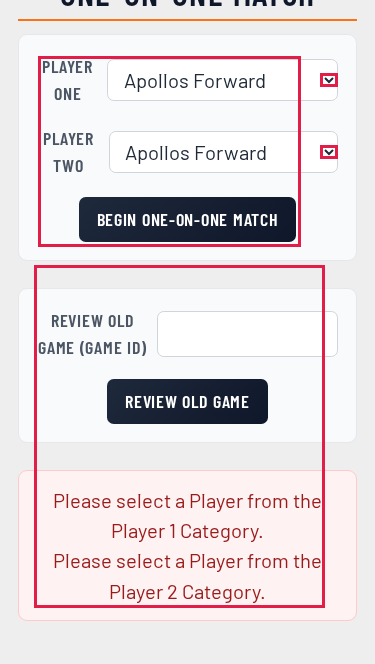 ONE-ON-ONE MATCH
PLAYER
ONE
Apollos Forward
PLAYER
TWO
Apollos Forward
BEGIN ONE-ON-ONE MATCH
REVIEW OLD
GAME (GAME ID)
REVIEW OLD GAME
Please select a Player from the
Player 1 Category.
Please select a Player from the
Player 2 Category.